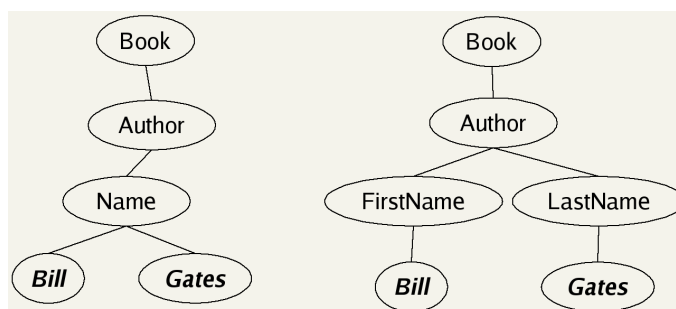 Book
Author
Name
Bill Gates
Book
Author
FirstName LastName
Bill Gates